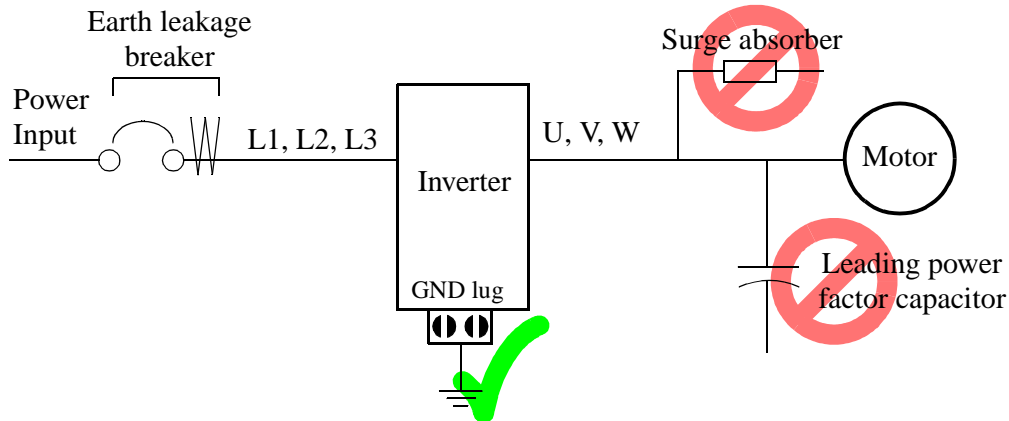 Earth leakage
breaker
Surge absorber
Power
Input
L1, L2, L3
U, V, W
Motor
Inverter
GND lug
Leading power
factor capacitor